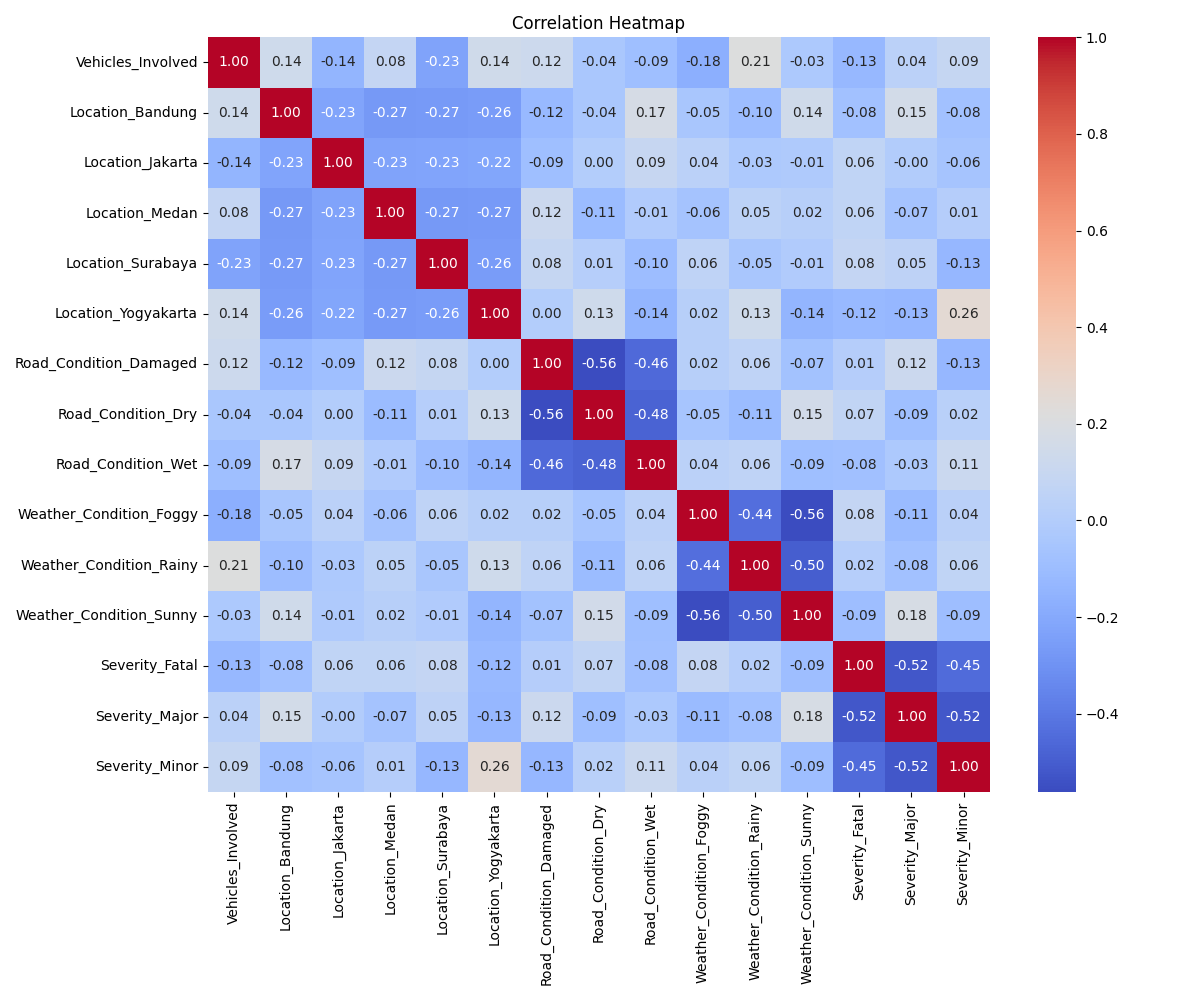 Correlation Heatmap
Vehicles_Involved 1.00 0.14 -0.14 0.08 -0.23 0.14 0.12 -0.04 -0.09 -0.18 0.21 -0.03 -0.13 0.04 0.09
Location_Bandung 0.14 1.00 -0.23 -0.27 -0.27 -0.26 -0.12 -0.04 0.17 -0.05 -0.10 0.14 -0.08 0.15 -0.08
Location_Jakarta -0.14 -0.23 1.00 -0.23 -0.23 -0.22 -0.09 0.00 0.09 0.04 -0.03 -0.01 0.06 -0.00 -0.06
Location_Medan 0.08 -0.27 -0.23 1.00 -0.27 -0.27 0.12 -0.11 -0.01 -0.06 0.05 0.02 0.06 -0.07 0.01
Location_Surabaya -0.23 -0.27 -0.23 -0.27 1.00 -0.26 0.08 0.01 -0.10 0.06 -0.05 -0.01 0.08 0.05 -0.13
Location_Yogyakarta 0.14 -0.26 -0.22 -0.27 -0.26 1.00 0.00 0.13 -0.14 0.02 0.13 -0.14 -0.12 -0.13 0.26
Road_Condition_Damaged 0.12 -0.12 -0.09 0.12 0.08 0.00 1.00 -0.56 -0.46 0.02 0.06 -0.07 0.01 0.12 -0.13
Road_Condition_Dry -0.04 -0.04 0.00 -0.11 0.01 0.13 -0.56 1.00 -0.48 -0.05 -0.11 0.15 0.07 -0.09 0.02
Road_Condition_Wet -0.09 0.17 0.09 -0.01 -0.10 -0.14 -0.46 -0.48 1.00 0.04 0.06 -0.09 -0.08 -0.03 0.11
Weather_Condition_Foggy -0.18 -0.05 0.04 -0.06 0.06 0.02 0.02 -0.05 0.04 1.00 -0.44 -0.56 0.08 -0.11 0.04
Weather_Condition_Rainy 0.21 -0.10 -0.03 0.05 -0.05 0.13 0.06 -0.11 0.06 -0.44 1.00 -0.50 0.02 -0.08 0.06
Weather_Condition_Sunny -0.03 0.14 -0.01 0.02 -0.01 -0.14 -0.07 0.15 -0.09 -0.56 -0.50 1.00 -0.09 0.18 -0.09
Severity_Fatal -0.13 -0.08 0.06 0.06 0.08 -0.12 0.01 0.07 -0.08 0.08 0.02 -0.09 1.00 -0.52 -0.45
Severity_Major 0.04 0.15 -0.00 -0.07 0.05 -0.13 0.12 -0.09 -0.03 -0.11 -0.08 0.18 -0.52 1.00 -0.52
Severity_Minor 0.09 -0.08 -0.06 0.01 -0.13 0.26 -0.13 0.02 0.11 0.04 0.06 -0.09 -0.45 -0.52 1.00
Vehicles_Involved
Location_Bandung
Location_Jakarta
Location_Medan
Location_Surabaya
Location_Yogyakarta
Road_Condition_Damaged
Road_Condition_Dry
Road_Condition_Wet
Weather_Condition_Foggy
Weather_Condition_Rainy
Weather_Condition_Sunny
Severity_Fatal
Severity_Major
Severity_Minor
1.0
0.8
0.6
0.4
0.2
0.0
−0.2
−0.4